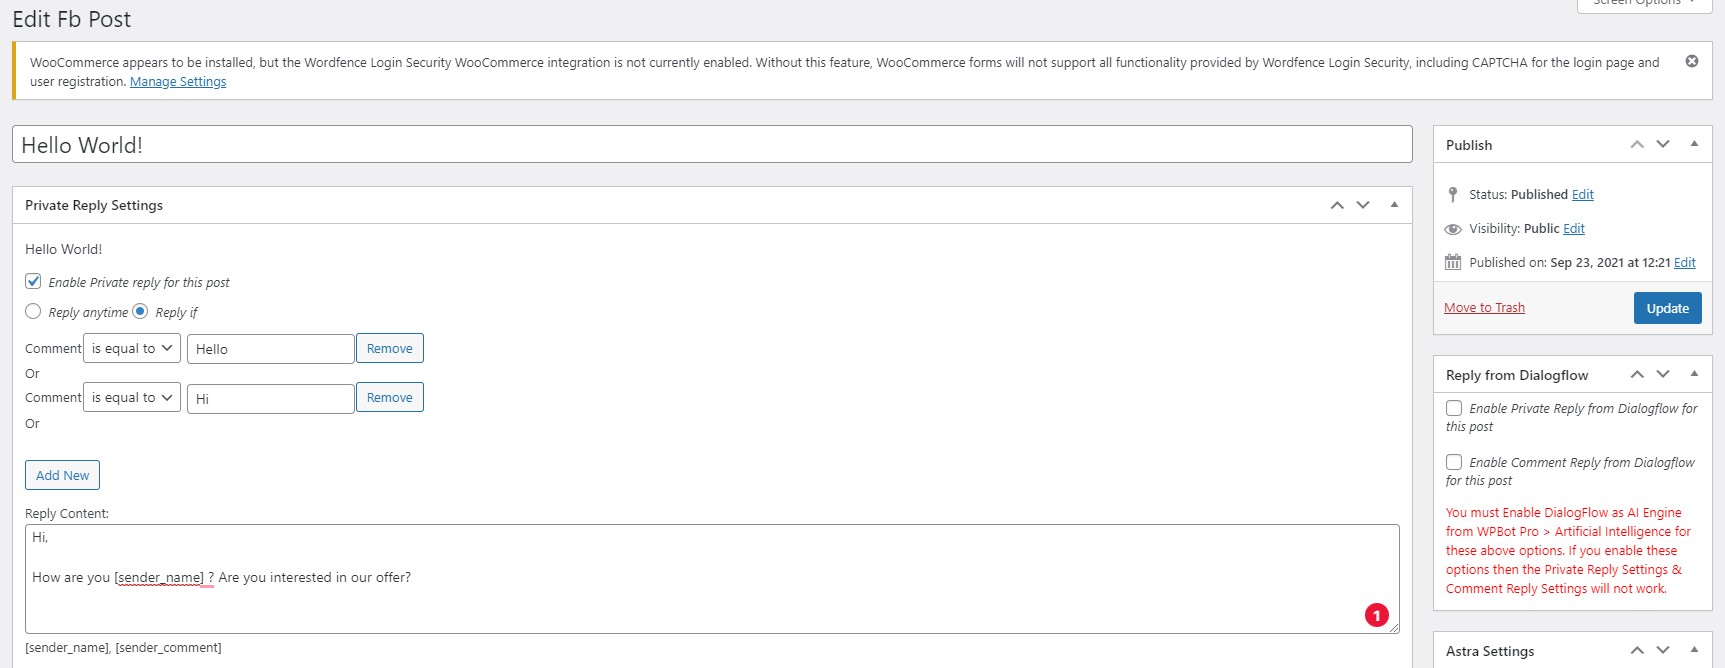 Edit Fb Post
Screen Options
WooCommerce appears to be installed, but the Wordfence Login Security WooCommerce integration is not currently enabled. Without this feature, WooCommerce forms will not support all functionality provided by Wordfence Login Security, including CAPTCHA for the login page and
user registration. Manage Settings
Hello World!
Private Reply Settings
Hello World!
Enable Private reply for this post
Reply anytime Reply if
Comment is equal to Hello Remove
Or
Comment is equal to Hi Remove
Or
Add New
Reply Content:
Hi,
How are you [sender_name] ? Are you interested in our offer?
1
[sender_name], [sender_comment]
Publish
Status: Published Edit
Visibility: Public Edit
Published on: Sep 23, 2021 at 12:21 Edit
Move to Trash Update
Reply from Dialogflow
Enable Private Reply from Dialogflow for
this post
Enable Comment Reply from Dialogflow
for this post
You must Enable DialogFlow as AI Engine
from WPBot Pro > Artificial Intelligence for
these above options. If you enable these
options then the Private Reply Settings &
Comment Reply Settings will not work.
Astra Settings